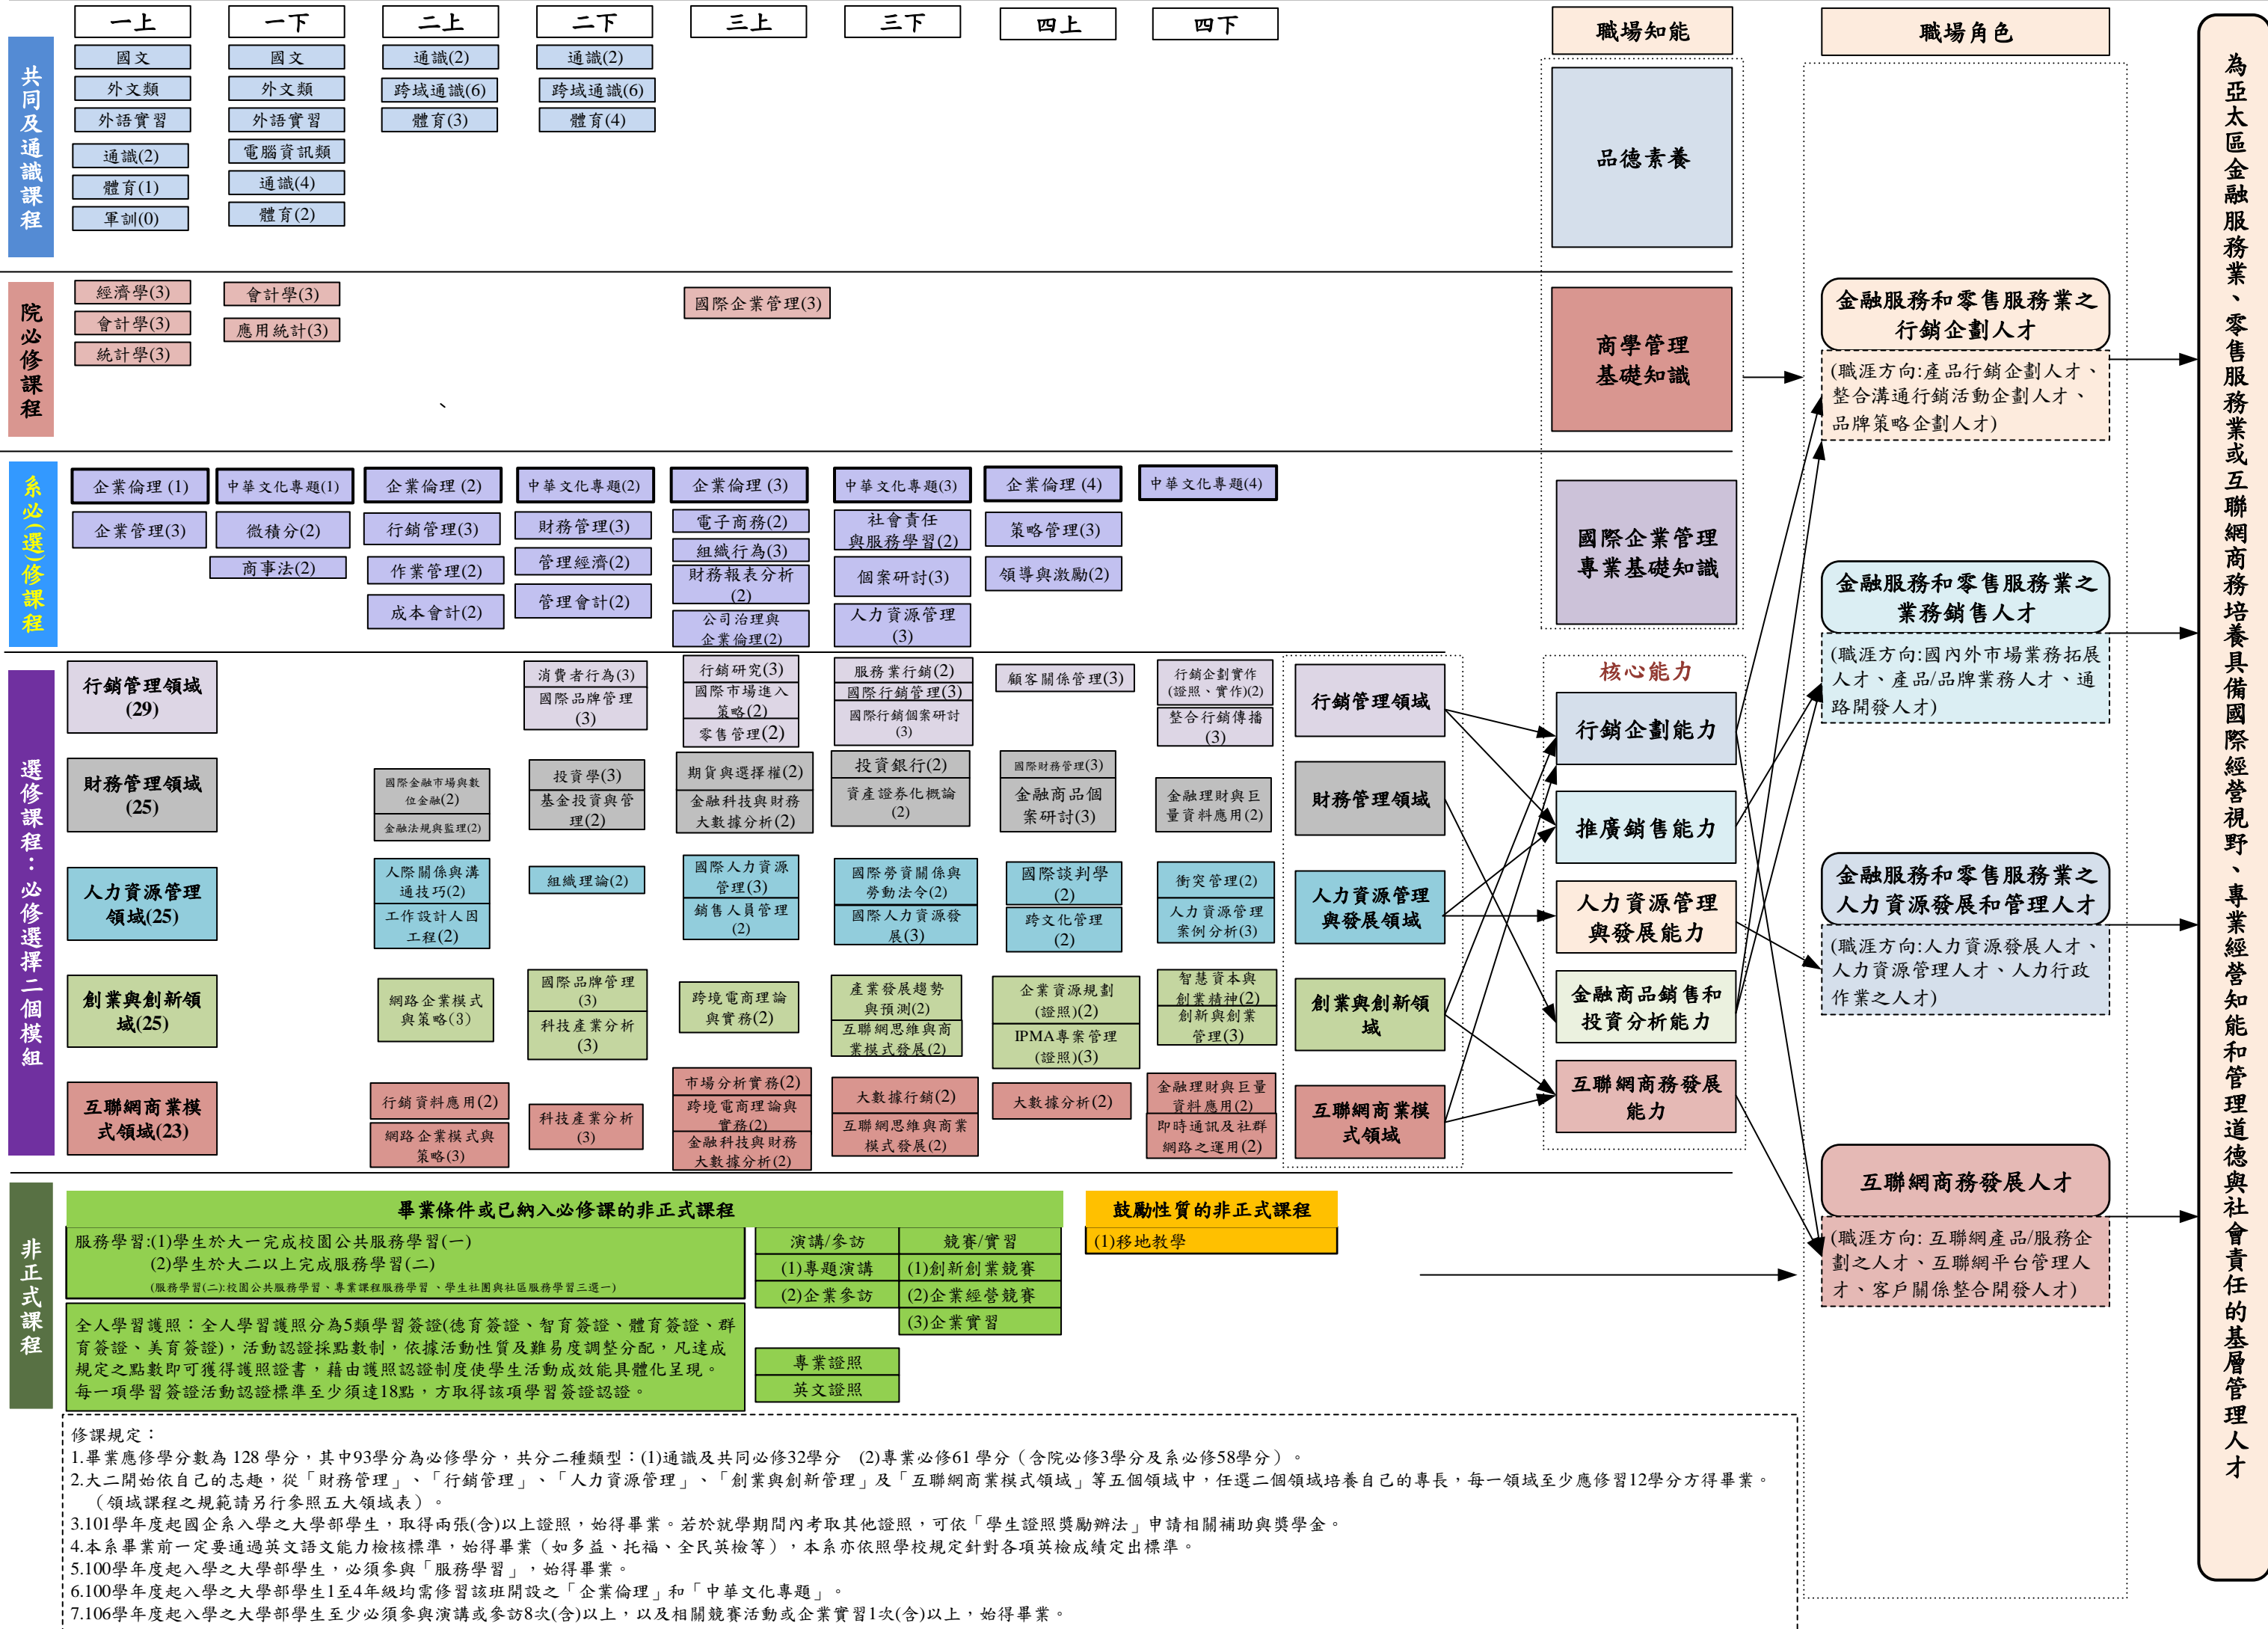 一上
一下
二上
二下
三上
三下
四上
四下
職場知能
職場角色
共同及通識課程
國文
外文類
外語實習
通識(2)
體育(1)
軍訓(0)
國文
外文類
外語實習
電腦資訊類
通識(4)
體育(2)
通識(2)
跨域通識(6)
體育(3)
通識(2)
跨域通識(6)
體育(4)
品德素養
院必修課程
經濟學(3)
會計學(3)
統計學(3)
會計學(3)
應用統計(3)
、
國際企業管理(3)
商學管理
基礎知識
系必(選)修課程
企業倫理 (1)
中華文化專題(1)
企業倫理 (2)
中華文化專題(2)
企業倫理 (3)
中華文化專題(3)
企業倫理 (4)
中華文化專題(4)
企業管理(3)
微積分(2)
商事法(2)
行銷管理(3)
作業管理(2)
成本會計(2)
財務管理(3)
管理經濟(2)
管理會計(2)
電子商務(2)
組織行為(3)
財務報表分析
(2)
公司治理與
企業倫理(2)
社會責任
與服務學習(2)
個案研討(3)
人力資源管理
(3)
策略管理(3)
領導與激勵(2)
國際企業管理
專業基礎知識
選修課程：必修選擇二個模組
行銷管理領域
(29)
消費者行為(3)
國際品牌管理
(3)
行銷研究(3)
國際市場進入
策略(2)
零售管理(2)
服務業行銷(2)
國際行銷管理(3)
國際行銷個案研討
(3)
顧客關係管理(3)
行銷企劃實作
(證照、實作)(2)
整合行銷傳播
(3)
行銷管理領域
財務管理領域
(25)
國際金融市場與數
位金融(2)
金融法規與監理(2)
投資學(3)
基金投資與管
理(2)
期貨與選擇權(2)
金融科技與財務
大數據分析(2)
投資銀行(2)
資產證券化概論
(2)
國際財務管理(3)
金融商品個
案研討(3)
金融理財與巨
量資料應用(2)
財務管理領域
人力資源管理
領域(25)
人際關係與溝
通技巧(2)
工作設計人因
工程(2)
組織理論(2)
國際人力資源
管理(3)
銷售人員管理
(2)
國際勞資關係與
勞動法令(2)
國際人力資源發
展(3)
國際談判學
(2)
跨文化管理
(2)
衝突管理(2)
人力資源管理
案例分析(3)
人力資源管理
與發展領域
創業與創新領
域(25)
網路企業模式
與策略(3)
國際品牌管理
(3)
科技產業分析
(3)
跨境電商理論
與實務(2)
產業發展趨勢
與預測(2)
互聯網思維與商
業模式發展(2)
企業資源規劃
(證照)(2)
IPMA專案管理
(證照)(3)
智慧資本與
創業精神(2)
創新與創業
管理(3)
創業與創新領
域
互聯網商業模
式領域(23)
行銷資料應用(2)
網路企業模式與
策略(3)
科技產業分析
(3)
市場分析實務(2)
跨境電商理論與
實務(2)
金融科技與財務
大數據分析(2)
大數據行銷(2)
互聯網思維與商業
模式發展(2)
大數據分析(2)
金融理財與巨量
資料應用(2)
即時通訊及社群
網路之運用(2)
互聯網商業模
式領域
核心能力
行銷企劃能力
推廣銷售能力
人力資源管理
與發展能力
金融商品銷售和
投資分析能力
互聯網商務發展
能力
金融服務和零售服務業之
行銷企劃人才
(職涯方向:產品行銷企劃人才、
整合溝通行銷活動企劃人才、
品牌策略企劃人才)
金融服務和零售服務業之
業務銷售人才
(職涯方向:國內外市場業務拓展
人才、產品/品牌業務人才、通
路開發人才)
金融服務和零售服務業之
人力資源發展和管理人才
(職涯方向:人力資源發展人才、
人力資源管理人才、人力行政
作業之人才)
互聯網商務發展人才
(職涯方向: 互聯網產品/服務企
劃之人才、互聯網平台管理人
才、客戶關係整合開發人才)
為亞太區金融服務業、零售服務業或互聯網商務培養具備國際經營視野、專業經營知能和管理道德與社會責任的基層管理人才
非正式課程
畢業條件或已納入必修課的非正式課程
服務學習:(1)學生於大一完成校園公共服務學習(一)
(2)學生於大二以上完成服務學習(二)
(服務學習(二):校園公共服務學習、專業課程服務學習 、學生社團與社區服務學習三選一)
全人學習護照：全人學習護照分為5類學習簽證(德育簽證、智育簽證、體育簽證、群
育簽證、美育簽證)，活動認證採點數制，依據活動性質及難易度調整分配，凡達成
規定之點數即可獲得護照證書，藉由護照認證制度使學生活動成效能具體化呈現。
每一項學習簽證活動認證標準至少須達18點，方取得該項學習簽證認證。
演講/參訪
(1)專題演講
(2)企業參訪
競賽/實習
(1)創新創業競賽
(2)企業經營競賽
(3)企業實習
專業證照
英文證照
鼓勵性質的非正式課程
(1)移地教學
修課規定：
1.畢業應修學分數為 128 學分，其中93學分為必修學分，共分二種類型：(1)通識及共同必修32學分 (2)專業必修61 學分（含院必修3學分及系必修58學分）。
2.大二開始依自己的志趣，從「財務管理」、「行銷管理」、「人力資源管理」、「創業與創新管理」及「互聯網商業模式領域」等五個領域中，任選二個領域培養自己的專長，每一領域至少應修習12學分方得畢業。
（領域課程之規範請另行參照五大領域表）。
3.101學年度起國企系入學之大學部學生，取得兩張(含)以上證照，始得畢業。若於就學期間內考取其他證照，可依「學生證照獎勵辦法」申請相關補助與獎學金。
4.本系畢業前一定要通過英文語文能力檢核標準，始得畢業（如多益、托福、全民英檢等），本系亦依照學校規定針對各項英檢成績定出標準。
5.100學年度起入學之大學部學生，必須參與「服務學習」，始得畢業。
6.100學年度起入學之大學部學生1至4年級均需修習該班開設之「企業倫理」和「中華文化專題」。
7.106學年度起入學之大學部學生至少必須參與演講或參訪8次(含)以上，以及相關競賽活動或企業實習1次(含)以上，始得畢業。